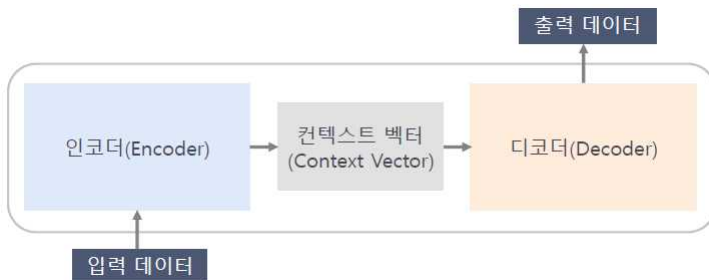 출력 데이터
인코더(Encoder)
컨텍스트 벡터
(Context Vector)
디코더(Decoder)
입력 데이터